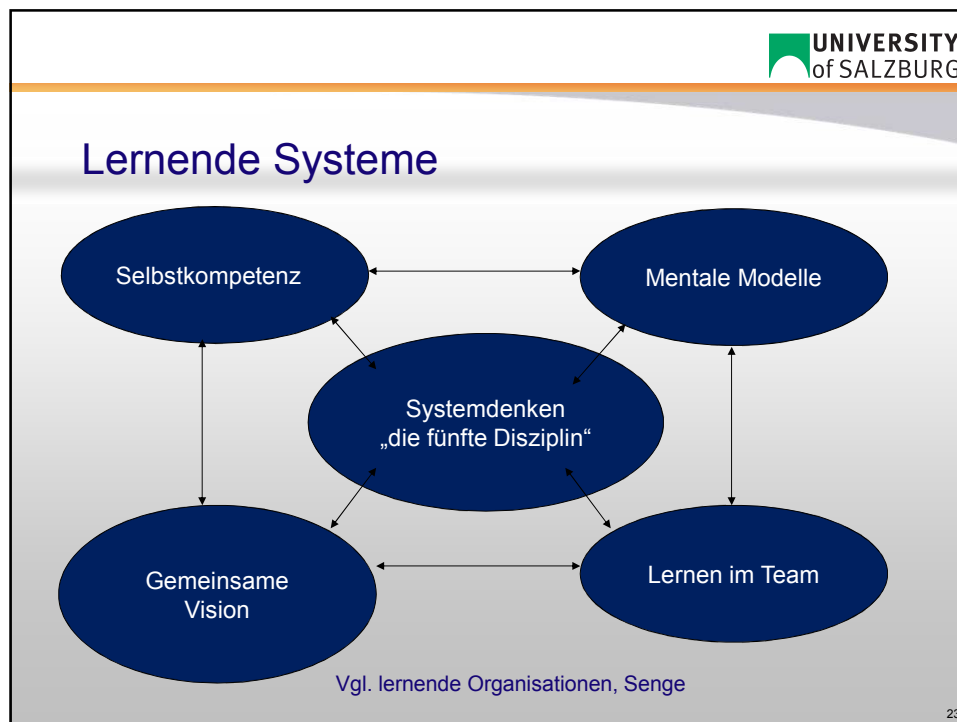 UNIVERSITY
of SALZBURG
Lernende Systeme
Selbstkompetenz
Mentale Modelle
Systemdenken
„die fünfte Disziplin“
Gemeinsame
Vision
Lernen im Team
Vgl. lernende Organisationen, Senge
23